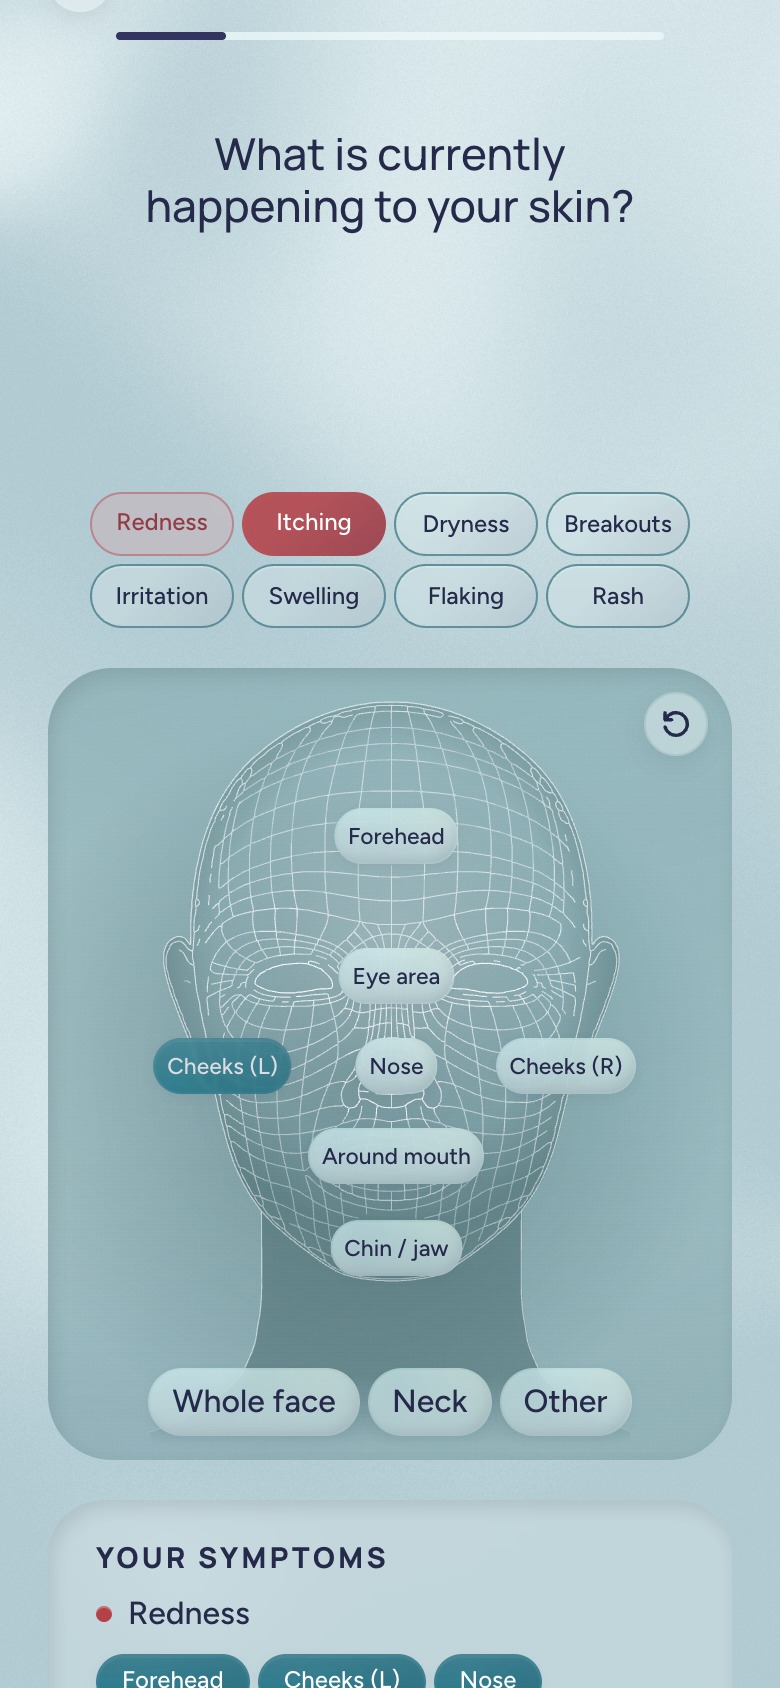 What is currently
happening to your skin?
Redness Itching Dryness Breakouts
Irritation Swelling Flaking Rash
Forehead
Eye area
Cheeks (L) Nose Cheeks (R)
Around mouth
Chin / jaw
Whole face Neck Other
YOUR SYMPTOMS
Redness
Forehead Cheeks (L) Nose